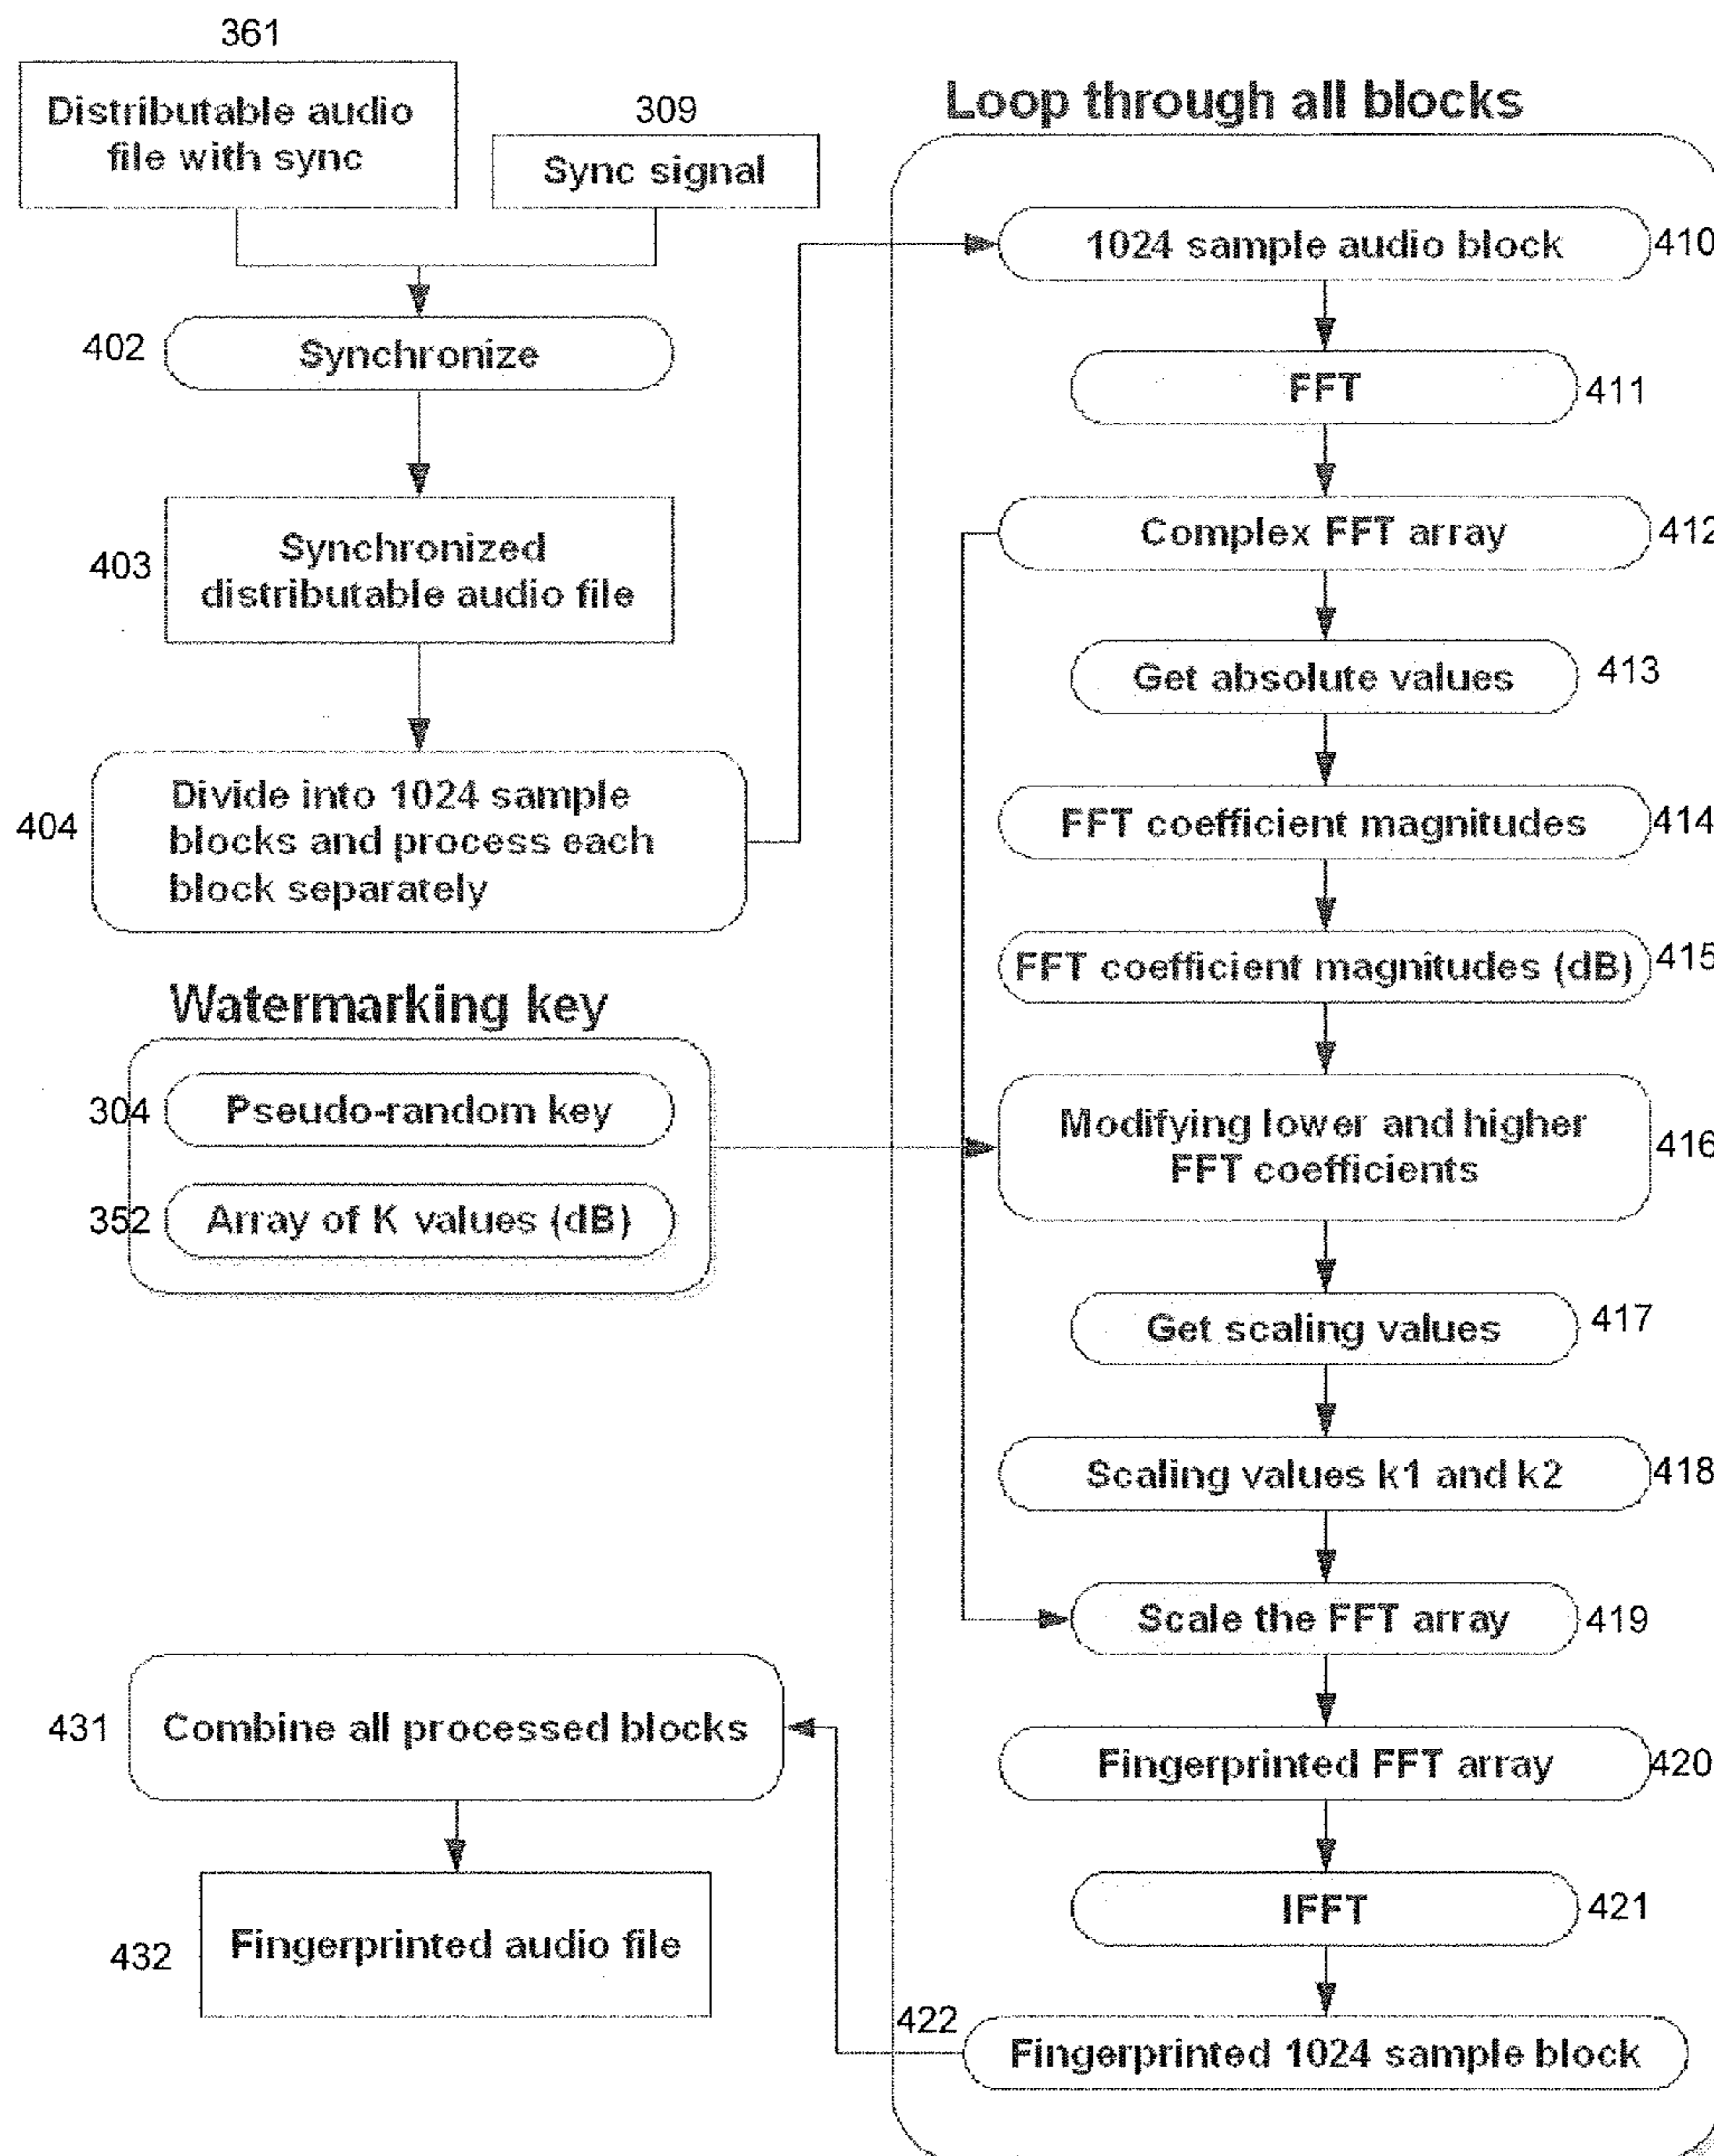 361
Distributable audio
file with sync
309
Sync signal
402
Synchronize
403
Synchronized
distributable audio file
404
Divide into 1024 sample
blocks and process each
block separately
Watermarking key
304
Pseudo-random key
352
Array of K values (dB)
Loop through all blocks
1024 sample audio block
410
FFT
411
Complex FFT array
412
Get absolute values
413
FFT coefficient magnitudes
414
FFT coefficient magnitudes (dB)
415
Modifying lower and higher
FFT coefficients
416
Get scaling values
417
Scaling values k1 and k2
418
Scale the FFT array
419
Fingerprinted FFT array
420
IFFT
421
422
Fingerprinted 1024 sample block
431
Combine all processed blocks
432
Fingerprinted audio file